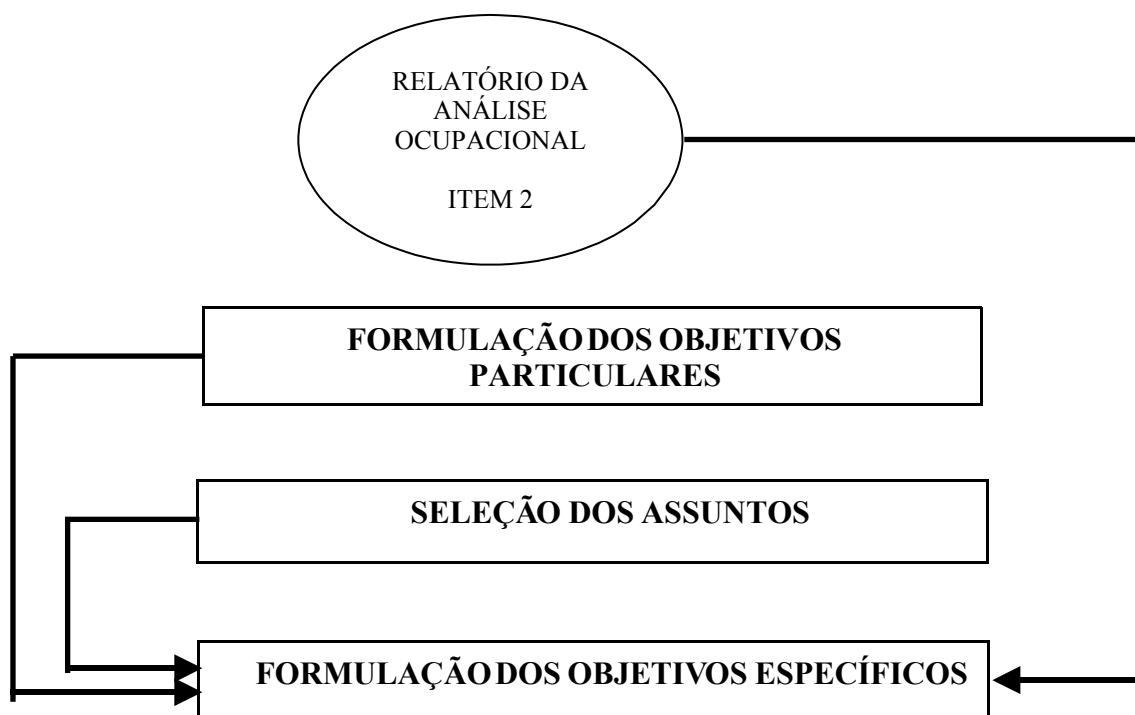 RELATÓRIO DA
ANÁLISE
OCUPACIONAL
ITEM 2
FORMULAÇÃO DOS OBJETIVOS
PARTICULARES
SELEÇÃO DOS ASSUNTOS
FORMULAÇÃO DOS OBJETIVOS ESPECÍFICOS